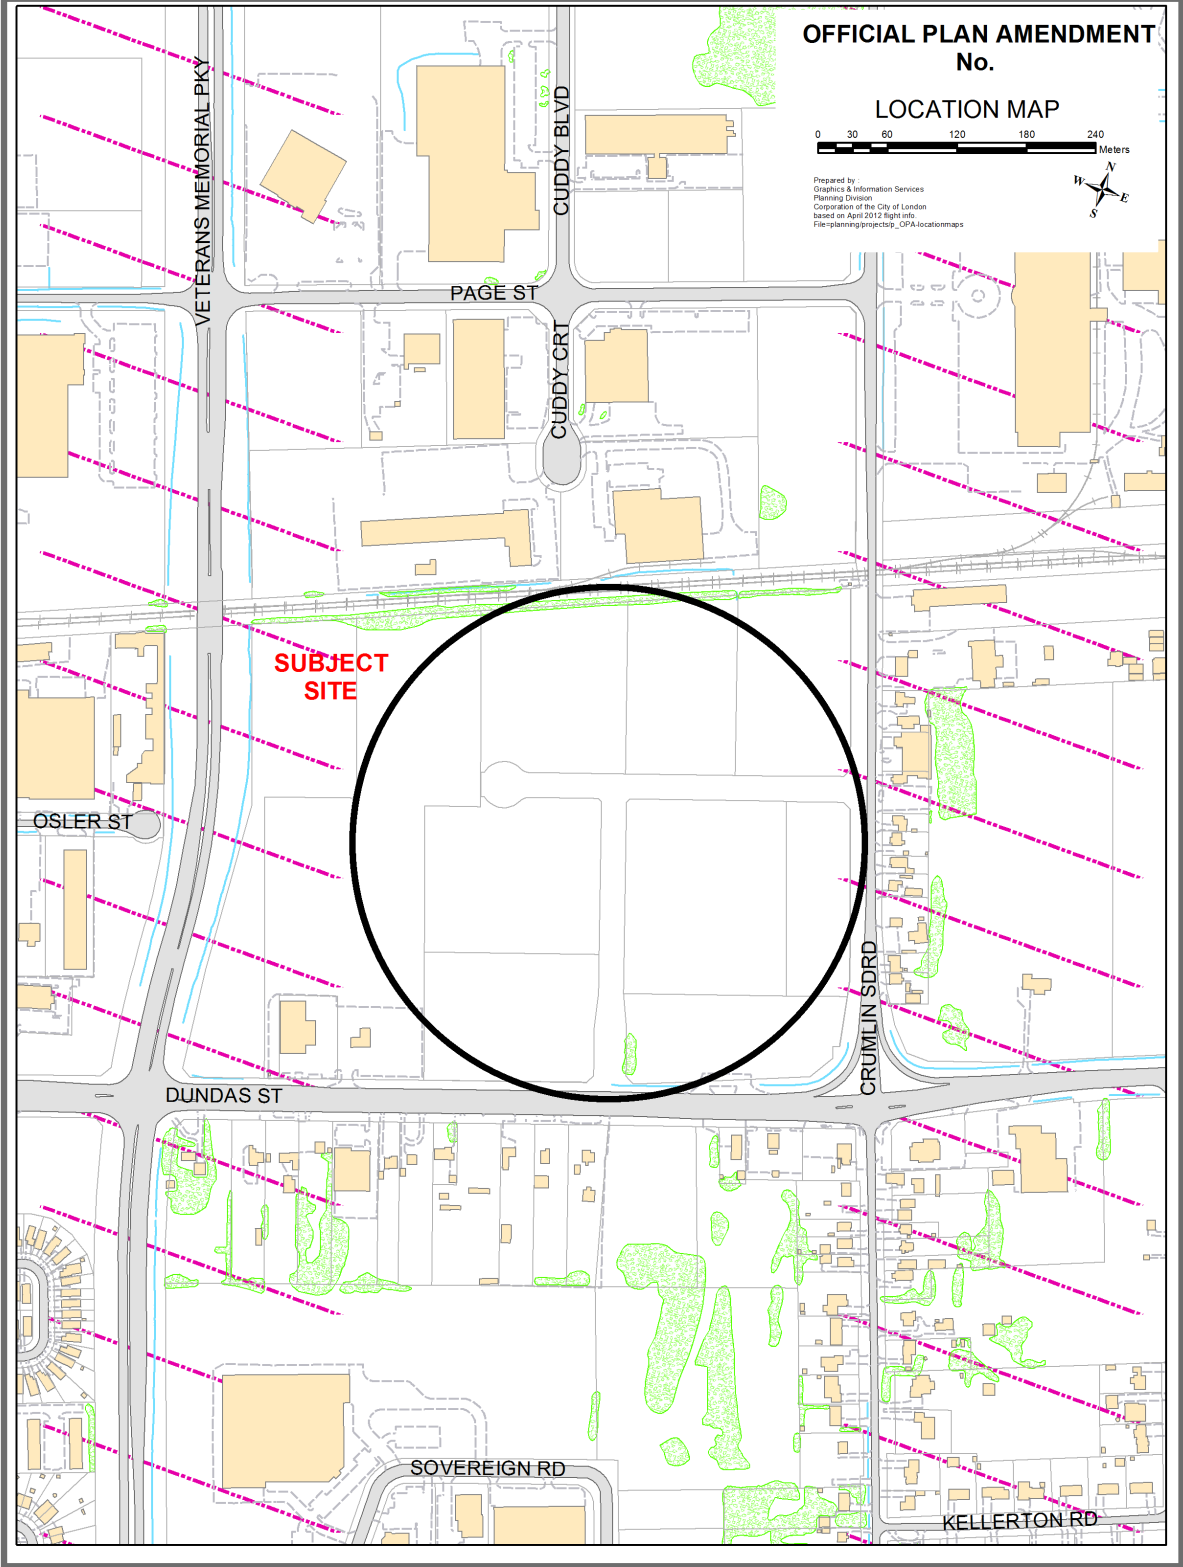 OFFICIAL PLAN AMENDMENT
No.
LOCATION MAP
0 30 60 120 180 240
Meters
Prepared by :
Graphics & Information Services
Planning Division
Corporation of the City of London
based on April 2012 flight info.
File=planning/projects/p_OPA-locationmaps
N
W
E
S
VETERANS MEMORIAL PKY
CUDDY BLVD
PAGE ST
CUDDY CRT
SUBJECT
SITE
OSLER ST
CRUMLIN SDRD
DUNDAS ST
SOVEREIGN RD
KELLERTON RD